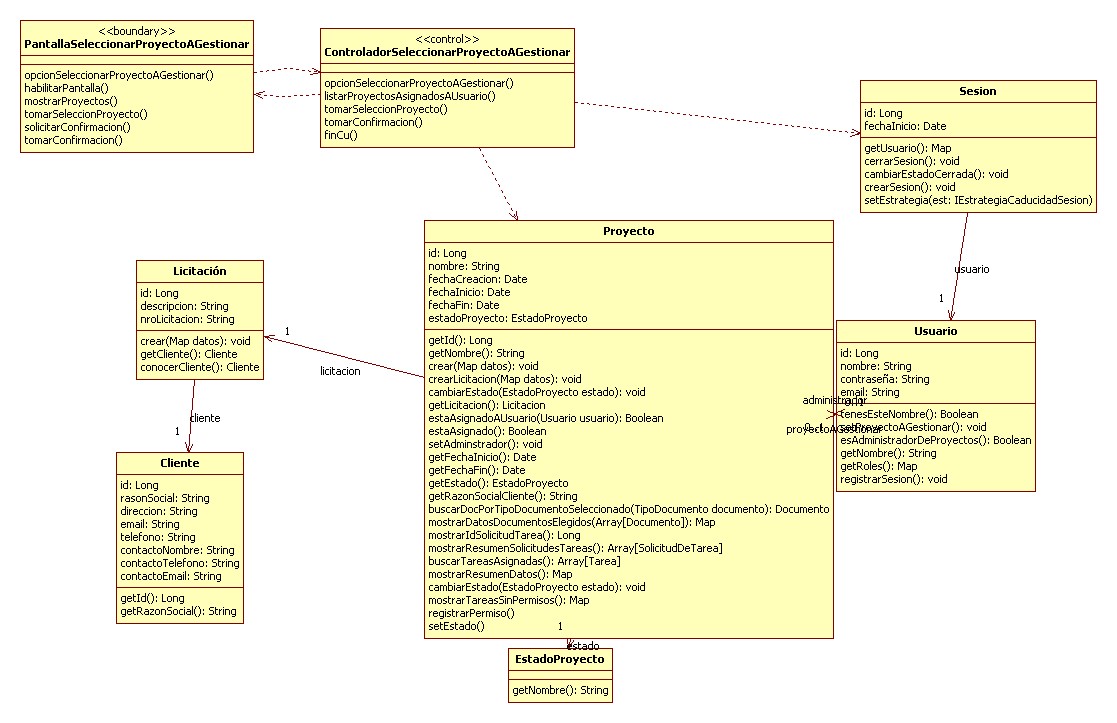 <<boundary>>
PantallaSeleccionarProyectoAGestionar
opcionSeleccionarProyectoAGestionar()
habilitarPantalla()
mostrarProyectos()
tomarSeleccionProyecto()
solicitarConfirmacion()
tomarConfirmacion()
<<control>>
ControladorSeleccionarProyectoAGestionar
opcionSeleccionarProyectoAGestionar()
listarProyectosAsignadosAUsuario()
tomarSeleccionProyecto()
tomarConfirmacion()
finCu()
Sesion
id: Long
fechaInicio: Date
getUsuario(): Map
cerrarSesion(): void
cambiarEstadoCerrada(): void
crearSesion(): void
setEstrategia(est: IEstrategiaCaducidadSesion)
usuario
1
Licitación
id: Long
descripcion: String
nroLicitacion: String
crear(Map datos): void
getCliente(): Cliente
conocerCliente(): Cliente
1
licitacion
cliente
1
Cliente
id: Long
rasonSocial: String
direccion: String
email: String
telefono: String
contactoNombre: String
contactoTelefono: String
contactoEmail: String
getId(): Long
getRazonSocial(): String
Proyecto
id: Long
nombre: String
fechaCreacion: Date
fechaInicio: Date
fechaFin: Date
estadoProyecto: EstadoProyecto
getId(): Long
getNombre(): String
crear(Map datos): void
crearLicitacion(Map datos): void
cambiarEstado(EstadoProyecto estado): void
getLicitacion(): Licitacion
estaAsignadoAUsuario(Usuario usuario): Boolean
estaAsignado(): Boolean
setAdminstrador(): void
getFechaInicio(): Date
getFechaFin(): Date
getEstado(): EstadoProyecto
getRazonSocialCliente(): String
buscarDocPorTipoDocumentoSeleccionado(TipoDocumento documento): Documento
mostrarDatosDocumentosElegidos(Array[Documento]): Map
mostrarIdSolicitudTarea(): Long
mostrarResumenSolicitudesTareas(): Array[SolicitudDeTarea]
buscarTareasAsignadas(): Array[Tarea]
mostrarResumenDatos(): Map
cambiarEstado(EstadoProyecto estado): void
mostrarTareasSinPermisos(): Map
registrarPermiso()
setEstado()
1
estado
EstadoProyecto
getNombre(): String
Usuario
id: Long
nombre: String
contraseña: String
email: String
administrador
tenesEsteNombre(): Boolean
setProyectoAGestionar(): void
proyectoAGestionar
esAdministradorDeProyectos(): Boolean
getNombre(): String
getRoles(): Map
registrarSesion(): void